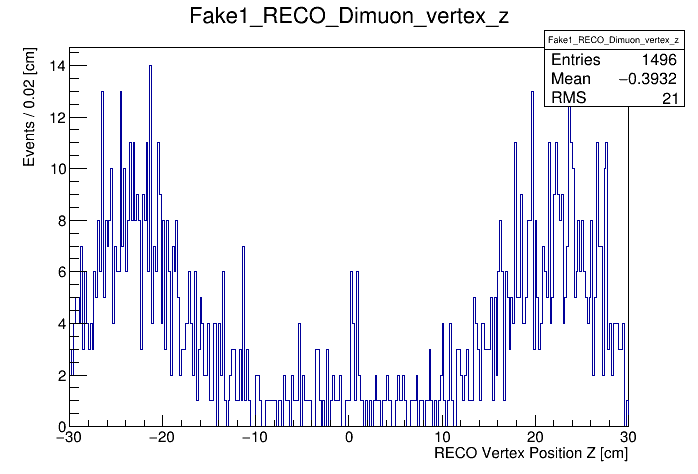 Fake1_RECO_Dimuon_vertex_z
Fake1_RECO_Dimuon_vertex_z
Entries 1496
Mean −0.3932
RMS 21
Events / 0.02 [cm]
14
12
10
8
6
4
2
0
−30 −20 −10 0 10 20 30
RECO Vertex Position Z [cm]